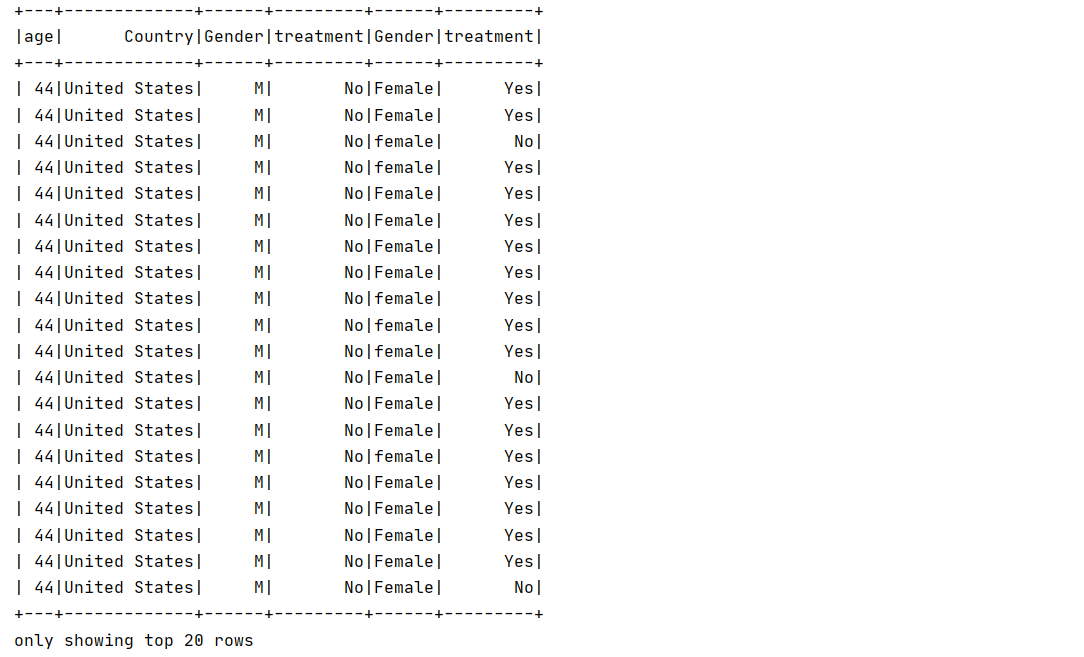 +---+-------------+------+---------+------+---------+
|age|      Country|Gender|treatment|Gender|treatment|
+---+-------------+------+---------+------+---------+
| 44|United States|     M|       No|Female|      Yes|
| 44|United States|     M|       No|Female|      Yes|
| 44|United States|     M|       No|female|       No|
| 44|United States|     M|       No|female|      Yes|
| 44|United States|     M|       No|Female|      Yes|
| 44|United States|     M|       No|Female|      Yes|
| 44|United States|     M|       No|Female|      Yes|
| 44|United States|     M|       No|Female|      Yes|
| 44|United States|     M|       No|female|      Yes|
| 44|United States|     M|       No|female|      Yes|
| 44|United States|     M|       No|female|      Yes|
| 44|United States|     M|       No|Female|       No|
| 44|United States|     M|       No|Female|      Yes|
| 44|United States|     M|       No|Female|      Yes|
| 44|United States|     M|       No|female|      Yes|
| 44|United States|     M|       No|Female|      Yes|
| 44|United States|     M|       No|Female|      Yes|
| 44|United States|     M|       No|Female|      Yes|
| 44|United States|     M|       No|Female|      Yes|
| 44|United States|     M|       No|Female|       No|
+---+-------------+------+---------+------+---------+
only showing top 20 rows